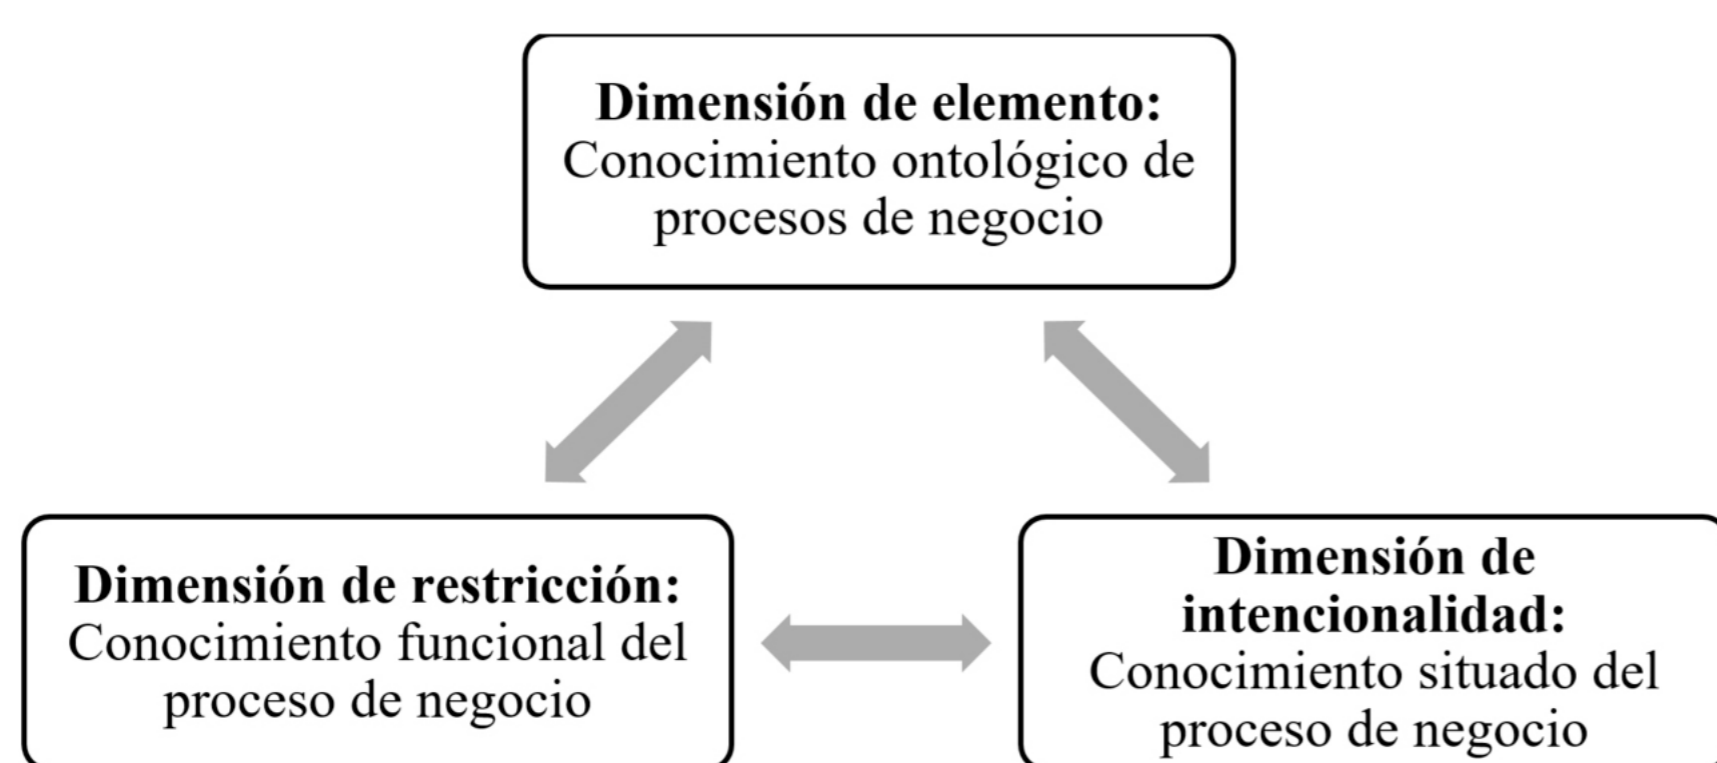 Dimensión de elemento:
Conocimiento ontológico de
procesos de negocio
Dimensión de restricción:
Conocimiento funcional del
proceso de negocio
Dimensión de
intencionalidad:
Conocimiento situado del
proceso de negocio